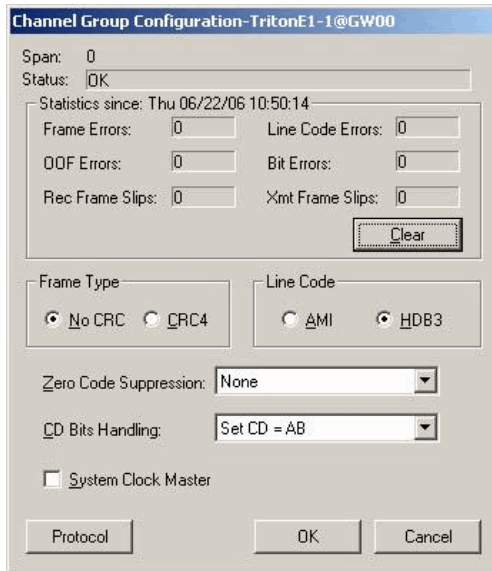 Channel Group Configuration-TritonE1-1@GW00
Span: 0
Status: OK
Statistics since: Thu 06/22/06 10:50:14
Frame Errors: 0 Line Code Errors: 0
OOF Errors: 0 Bit Errors: 0
Rec Frame Slips: 0 Xmt Frame Slips: 0
Clear
Frame Type Line Code
No CRC CRC4 AMI HDB3
Zero Code Suppression: None
CD Bits Handling: Set CD = AB
System Clock Master
Protocol OK Cancel